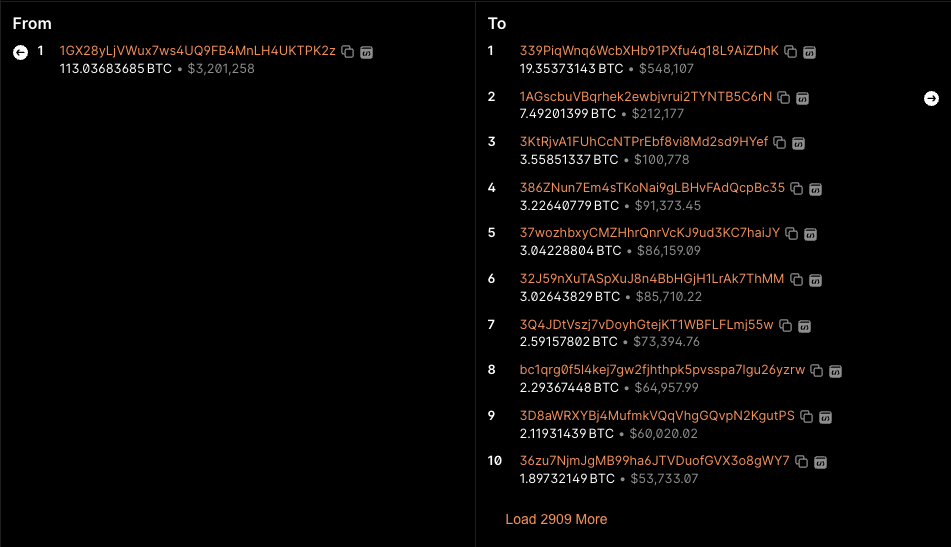 From
1 1GX28yLjVWux7ws4UQ9FB4MnLH4UKTPK2z
113.03683685 BTC • $3,201,258
To
1 339PiqWnq6WcbXHb91PXfu4q18L9AiZDhK
19.35373143 BTC • $548,107
2 1AGscbuVBqrhek2ewbjvrui2TYNTB5C6rN
7.49201399 BTC • $212,177
3 3KtRjvA1FUhCcNTPrEbf8vi8Md2sd9HYef
3.55851337 BTC • $100,778
4 386ZNun7Em4sTKoNai9gLBHvFAdQcpBc35
3.22640779 BTC • $91,373.45
5 37wozhbxyCMZHhrQnrVcKJ9ud3KC7haiJY
3.04228804 BTC • $86,159.09
6 32J59nXuTASpXuJ8n4BbHGjH1LrAk7ThMM
3.02643829 BTC • $85,710.22
7 3Q4JDtVszj7vDoyhGtejKT1WBFLFLmj55w
2.59157802 BTC • $73,394.76
8 bc1qrg0f5l4kej7gw2fjhthpk5pvsspa7lgu26yzrw
2.29367448 BTC • $64,957.99
9 3D8aWRXYBj4MufmkVQqVhgGQvpN2KgutPS
2.11931439 BTC • $60,020.02
10 36zu7NjmJgMB99ha6JTVDuofGVX3o8gWY7
1.89732149 BTC • $53,733.07
Load 2909 More